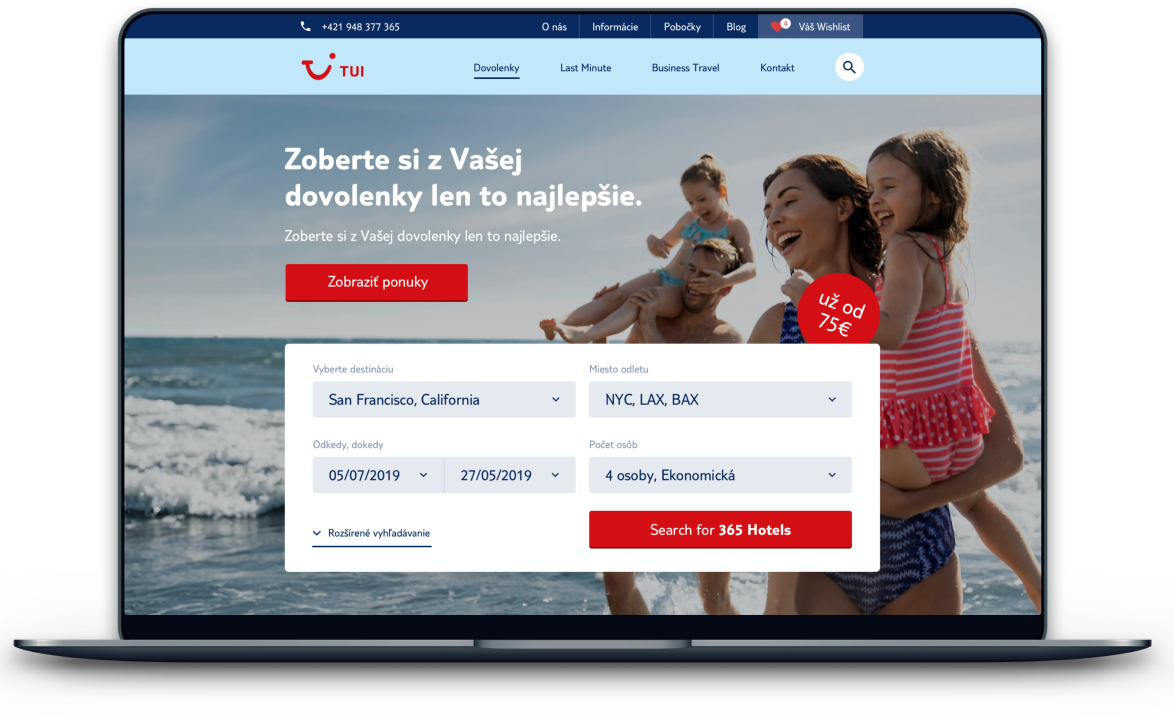 +421 948 377 365
O nás
Informácie
Pobočky
Blog
4
Váš Wishlist
TUI
Dovolenky
Last Minute
Business Travel
Kontakt
Zoberte si z Vašej
dovolenky len to najlepšie.
Zoberte si z Vašej dovolenky len to najlepšie.
Zobraziť ponuky
už od
75€
Vyberte destináciu
San Francisco, California
Miesto odletu
NYC, LAX, BAX
Odkedy, dokedy
05/07/2019
27/05/2019
Počet osôb
4 osoby, Ekonomická
Rozšírené vyhľadávanie
Search for 365 Hotels